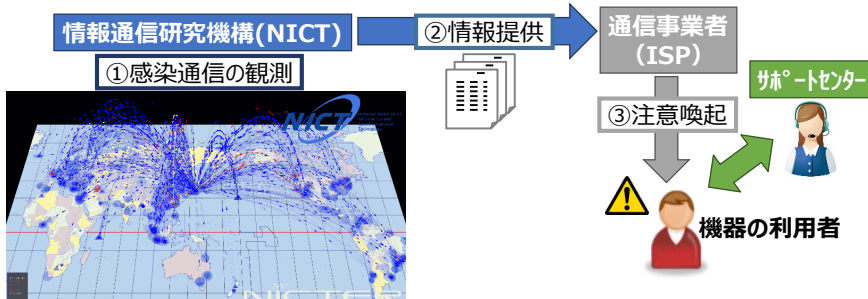 情報通信研究機構(NICT)
①感染通信の観測
②情報提供
通信事業者
(ISP)
③注意喚起
サポートセンター
機器の利用者
NICT
NICTER